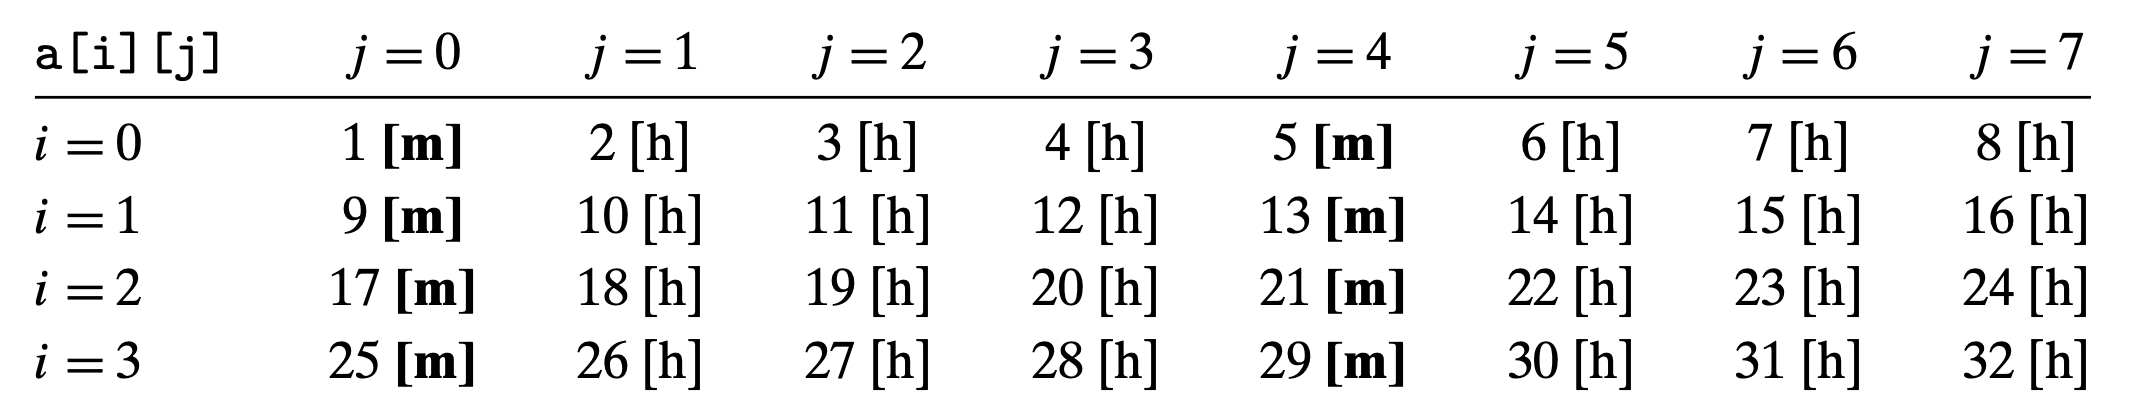 a[i][j] j = 0 j = 1 j = 2 j = 3 j = 4 j = 5 j = 6 j = 7
i = 0 1 [m] 2 [h] 3 [h] 4 [h] 5 [m] 6 [h] 7 [h] 8 [h]
i = 1 9 [m] 10 [h] 11 [h] 12 [h] 13 [m] 14 [h] 15 [h] 16 [h]
i = 2 17 [m] 18 [h] 19 [h] 20 [h] 21 [m] 22 [h] 23 [h] 24 [h]
i = 3 25 [m] 26 [h] 27 [h] 28 [h] 29 [m] 30 [h] 31 [h] 32 [h]